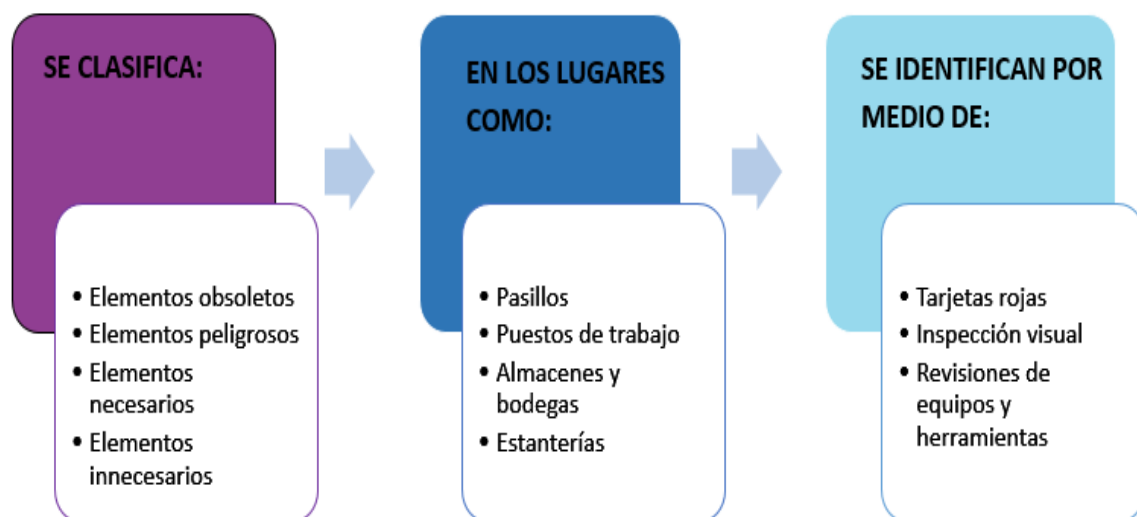 SE CLASIFICA:
• Elementos obsoletos
• Elementos peligrosos
• Elementos
necesarios
• Elementos
innecesarios
EN LOS LUGARES
COMO:
• Pasillos
• Puestos de trabajo
• Almacenes y
bodegas
• Estanterías
SE IDENTIFICAN POR
MEDIO DE:
• Tarjetas rojas
• Inspección visual
• Revisiones de
equipos y
herramientas